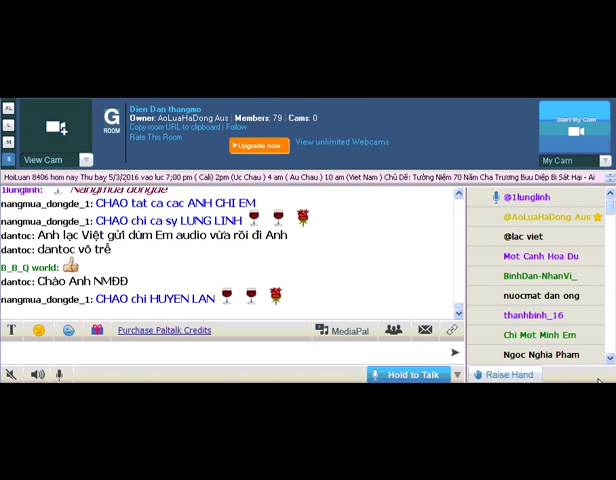 XL
L
M
S
View Cam
G
ROOM
Dien Dan thangmo
Owner: AoLuaHaDong Aus | Members: 79 | Cams: 0
Copy room URL to clipboard | Follow
Rate This Room
Upgrade now
View unlimited Webcams
Start My Cam
My Cam
HoiLuan 8406 hom nay Thu bay 5/3/2016 vao luc 7;00 pm ( Cali) 2pm (Uc Chau ) 4 am ( Au Chau ) 10 am (Viet Nam ) Chủ Đề: Tưởng Niệm 70 Năm Cha Trương Buu Diệp Bi Sát Hại - Ai
1lunglinh: Nangmua dongde
nangmua_dongde_1: CHAO tat ca cac ANH CHI EM
nangmua_dongde_1: CHAO chi ca sy LUNG LINH
dantoc: Anh lạc Việt gửi dùm Em audio vừa rồi đi Anh
dantoc: dantoc vô trễ
B_B_Q world:
dantoc: Chào Anh NMĐĐ
nangmua_dongde_1: CHAO chi HUYEN LAN
@1lunglinh
@AoLuaHaDong Aus
@lac viet
Mot Canh Hoa Du
BinhDan-NhanVi_
nuocmat dan ong
thanhbinh_16
Chi Mot Minh Em
Ngoc Nghia Pham
T
Purchase Paltalk Credits
MediaPal
Hold to Talk
Raise Hand